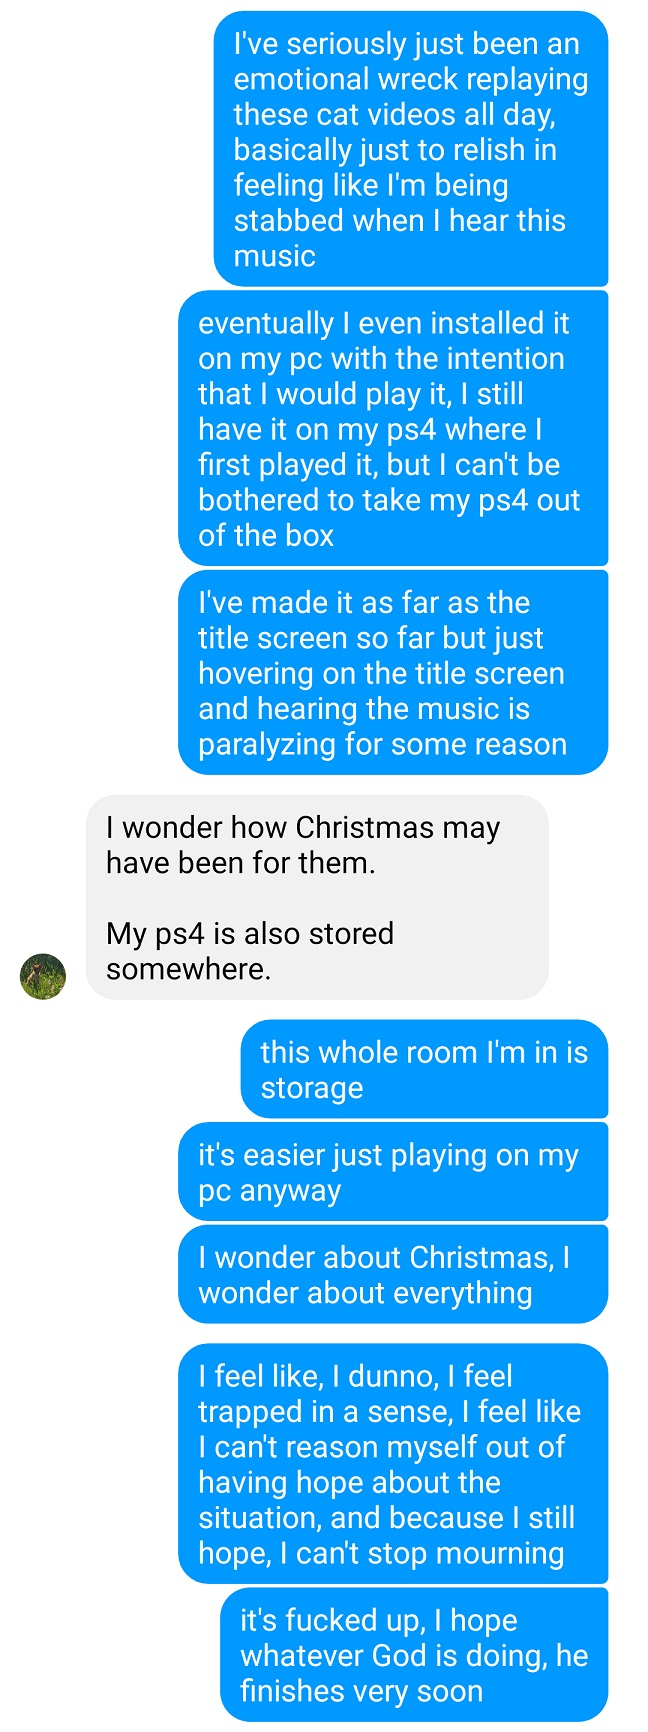 I've seriously just been an
emotional wreck replaying
these cat videos all day,
basically just to relish in
feeling like I'm being
stabbed when I hear this
music
eventually I even installed it
on my pc with the intention
that I would play it, I still
have it on my ps4 where I
first played it, but I can't be
bothered to take my ps4 out
of the box
I've made it as far as the
title screen so far but just
hovering on the title screen
and hearing the music is
paralyzing for some reason
I wonder how Christmas may
have been for them.
My ps4 is also stored
somewhere.
this whole room I'm in is
storage
it's easier just playing on my
pc anyway
I wonder about Christmas, I
wonder about everything
I feel like, I dunno, I feel
trapped in a sense, I feel like
I can't reason myself out of
having hope about the
situation, and because I still
hope, I can't stop mourning
it's fucked up, I hope
whatever God is doing, he
finishes very soon